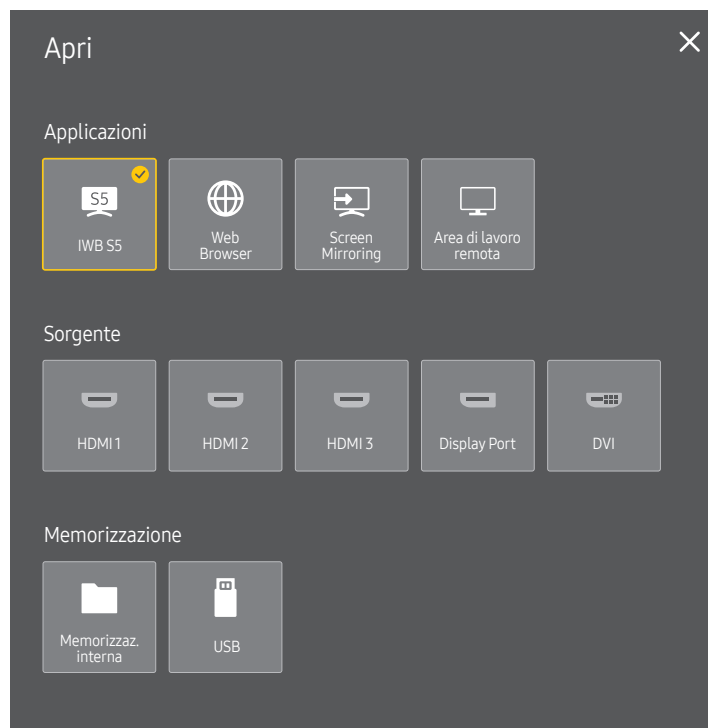 Apri
Applicazioni
S5
IWB S5
Web
Browser
Screen
Mirroring
Area di lavoro
remota
Sorgente
HDMI 1
HDMI 2
HDMI 3
Display Port
DVI
Memorizzazione
Memorizzaz.
interna
USB